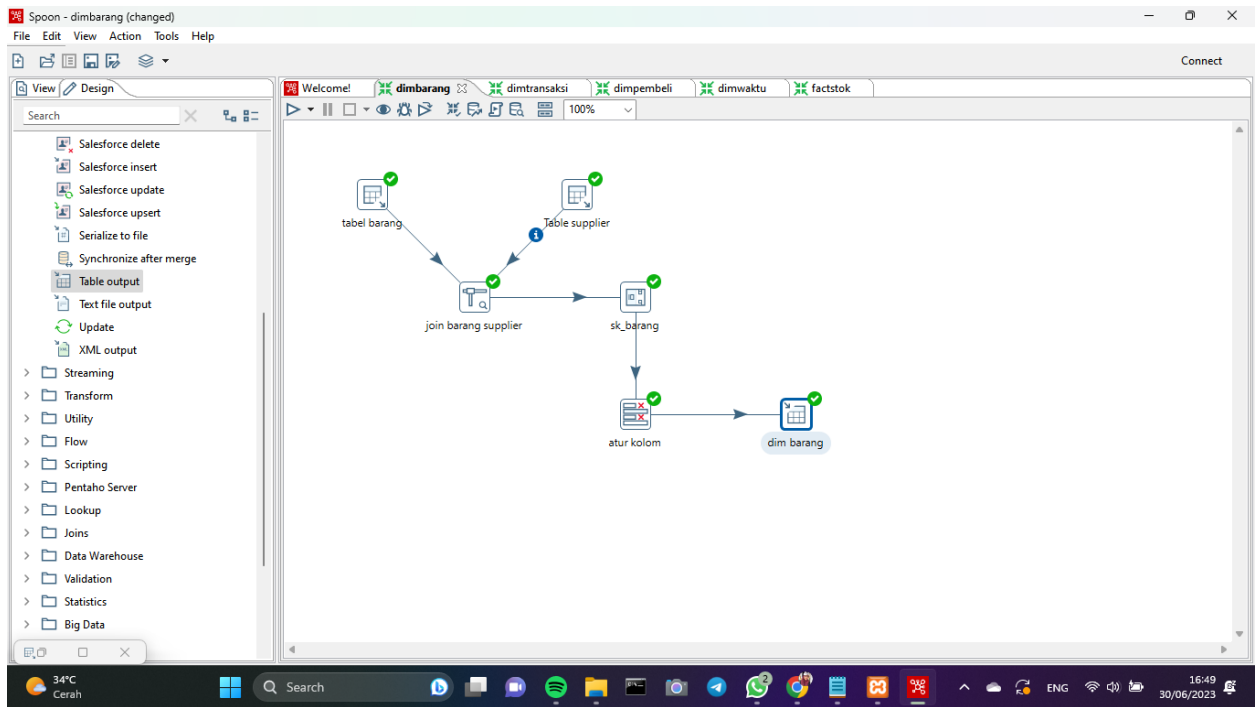 Spoon - dimbarang (changed)
File Edit View Action Tools Help
Connect
View Design
Welcome! dimbarang dimtransaksi dimpembeli dimwaktu factstok
Search
100%
Salesforce delete
Salesforce insert
Salesforce update
Salesforce upsert
Serialize to file
Synchronize after merge
Table output
Text file output
Update
XML output
Streaming
Transform
Utility
Flow
Scripting
Pentaho Server
Lookup
Joins
Data Warehouse
Validation
Statistics
Big Data
tabel barang
Table supplier
join barang supplier
sk_barang
atur kolom
dim barang
34°C
Cerah
Search
2
ENG
16:49
30/06/2023